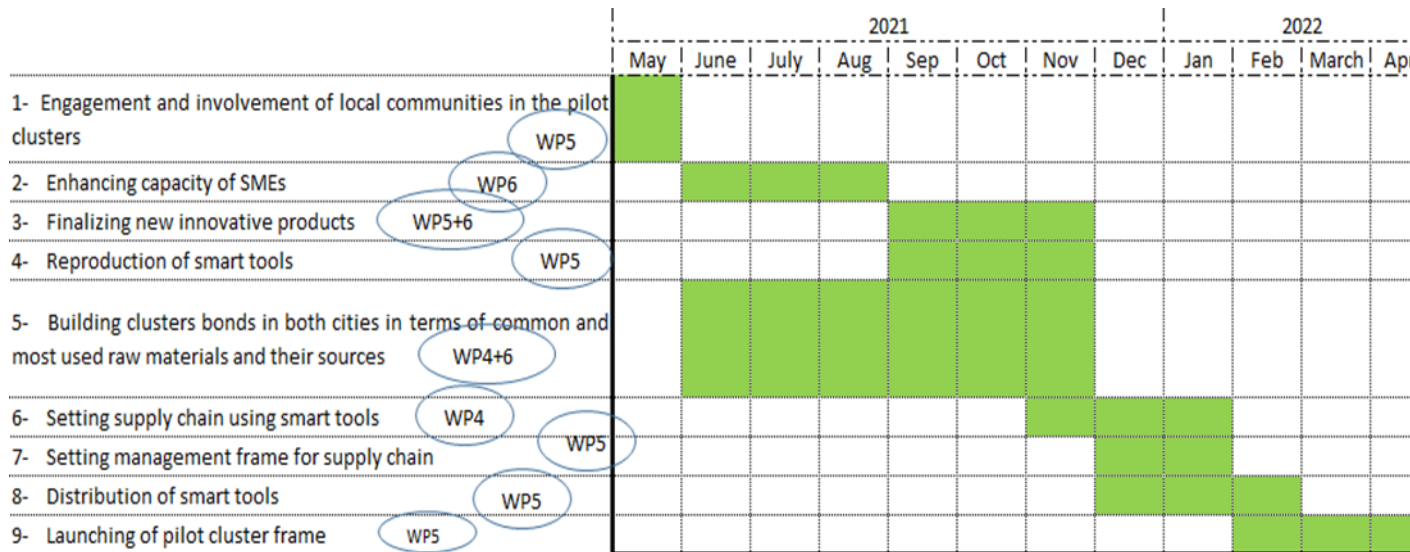 2021 2022
May June July Aug Sep Oct Nov Dec Jan Feb March Apr
1- Engagement and involvement of local communities in the pilot
clusters WP5
2- Enhancing capacity of SMEs WP6
3- Finalizing new innovative products WP5+6
4- Reproduction of smart tools WP5
5- Building clusters bonds in both cities in terms of common and
most used raw materials and their sources WP4+6
6- Setting supply chain using smart tools WP4
7- Setting management frame for supply chain WP5
8- Distribution of smart tools WP5
9- Launching of pilot cluster frame WP5